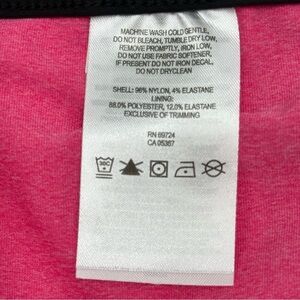 MACHINE WASH COLD GENTLE,
DO NOT BLEACH, TUMBLE DRY LOW,
REMOVE PROMPTLY, IRON LOW,
DO NOT USE FABRIC SOFTENER,
IF PRESENT DO NOT IRON DECAL,
DO NOT DRYCLEAN
SHELL: 96% NYLON, 4% ELASTANE
LINING:
88.0% POLYESTER, 12.0% ELASTANE
EXCLUSIVE OF TRIMMING
RN 69724
CA 05367
30C